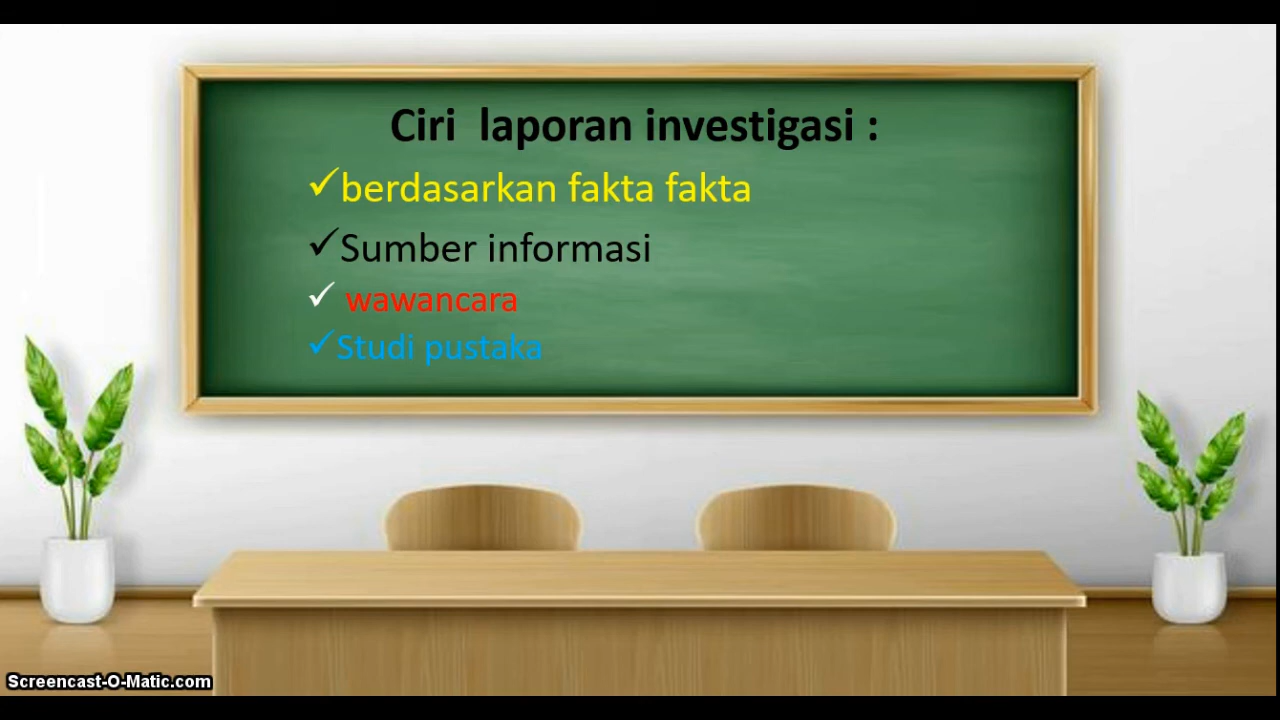 Ciri laporan investigasi :
✓berdasarkan fakta fakta
✓Sumber informasi
✓ wawancara
✓Studi pustaka
Screencast-O-Matic.com